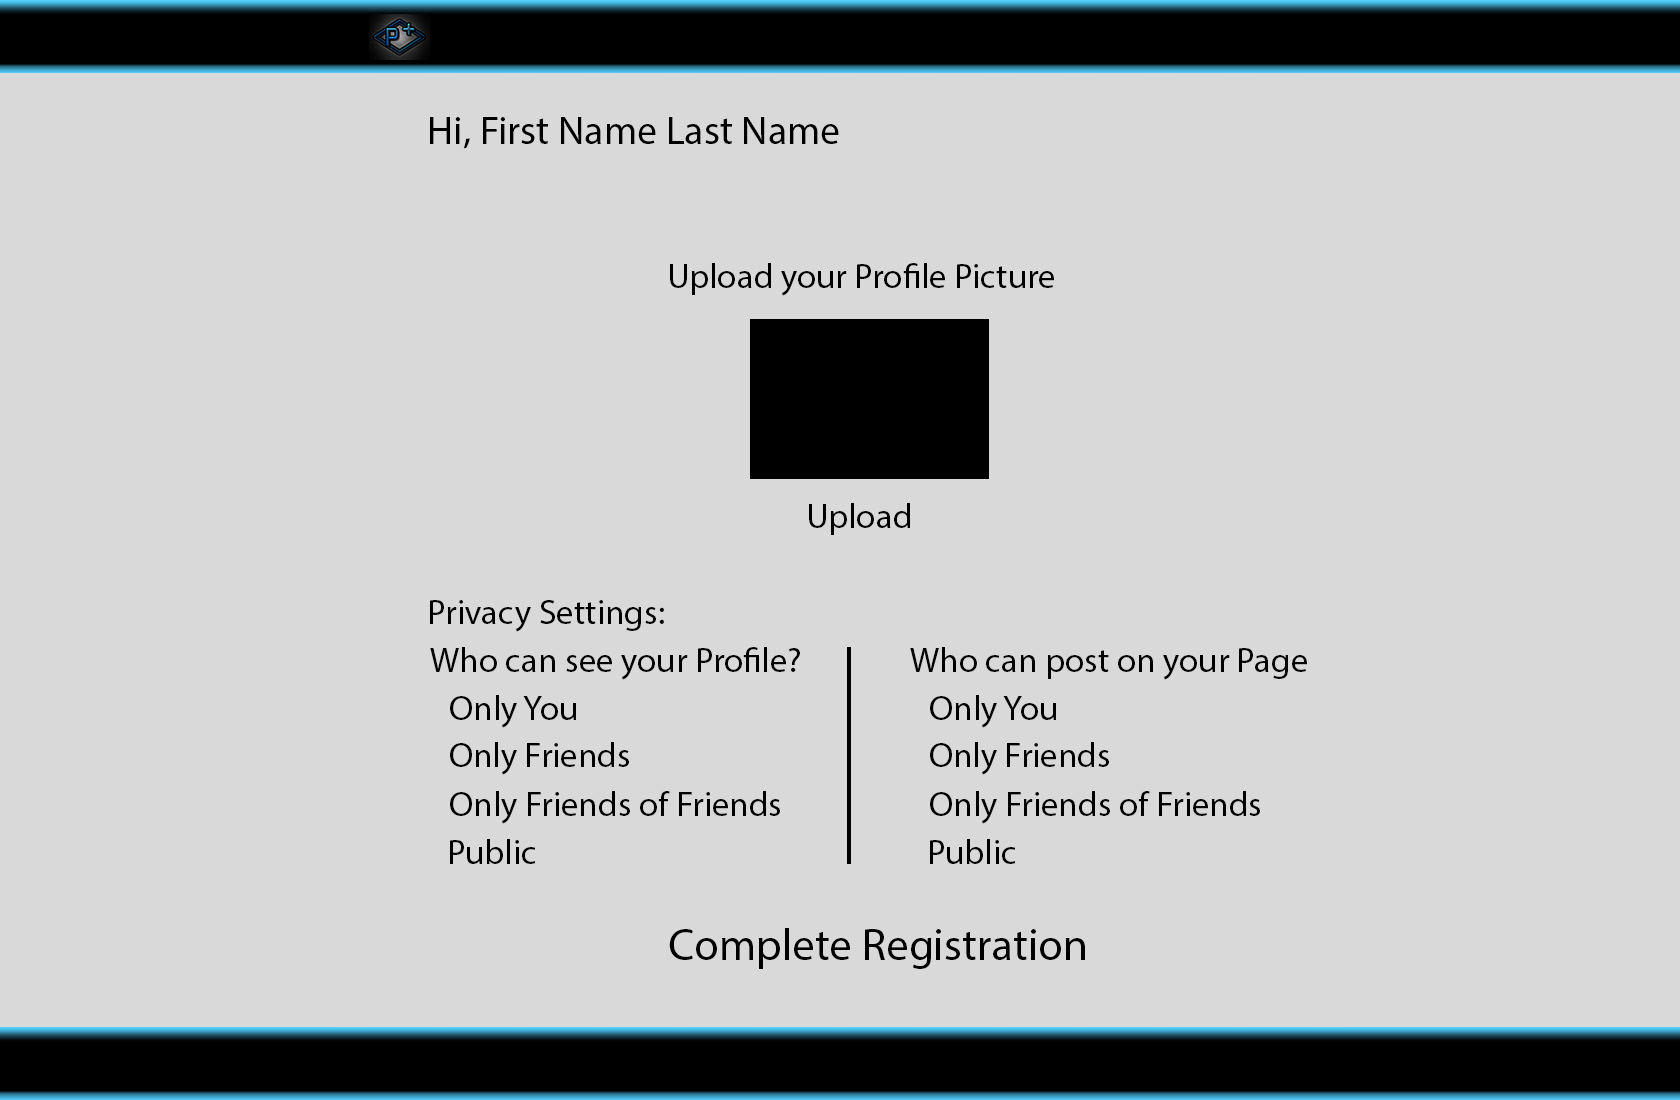 P+
Hi, First Name Last Name
Upload your Profile Picture
Upload
Privacy Settings:
Who can see your Profile?
Only You
Only Friends
Only Friends of Friends
Public
Who can post on your Page
Only You
Only Friends
Only Friends of Friends
Public
Complete Registration